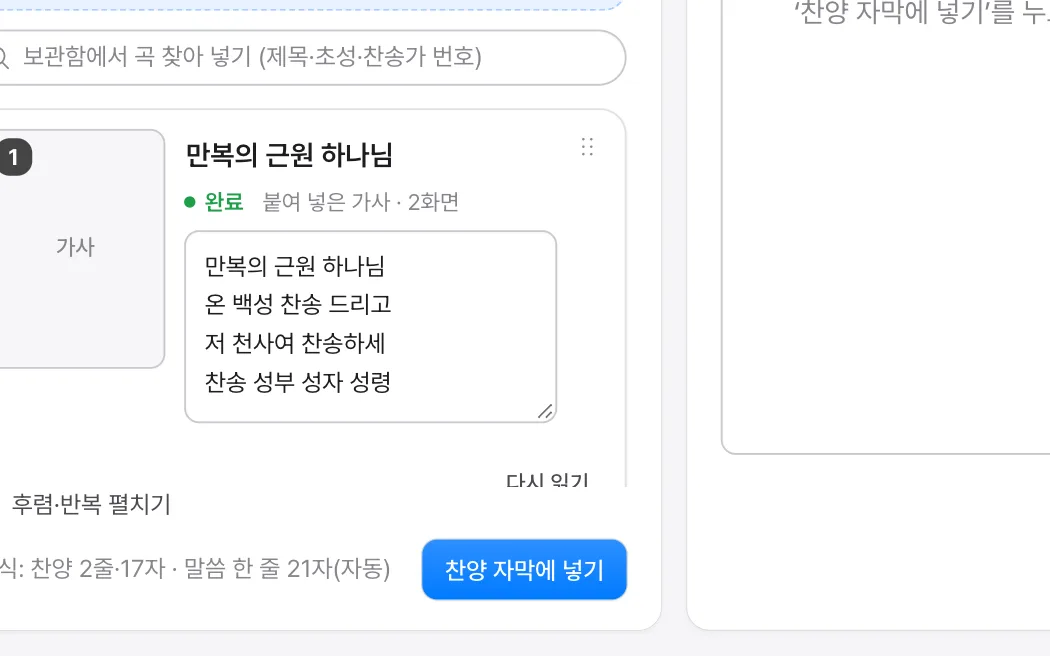 '찬양 자막에 넣기'를 누
보관함에서 곡 찾아 넣기 (제목·초성·찬송가 번호)
1
만복의 근원 하나님
완료 붙여 넣은 가사 · 2화면
가사
만복의 근원 하나님
온 백성 찬송 드리고
저 천사여 찬송하세
찬송 성부 성자 성령
다시 읽기
후렴·반복 펼치기
식: 찬양 2줄·17자 · 말씀 한 줄 21자(자동)
찬양 자막에 넣기